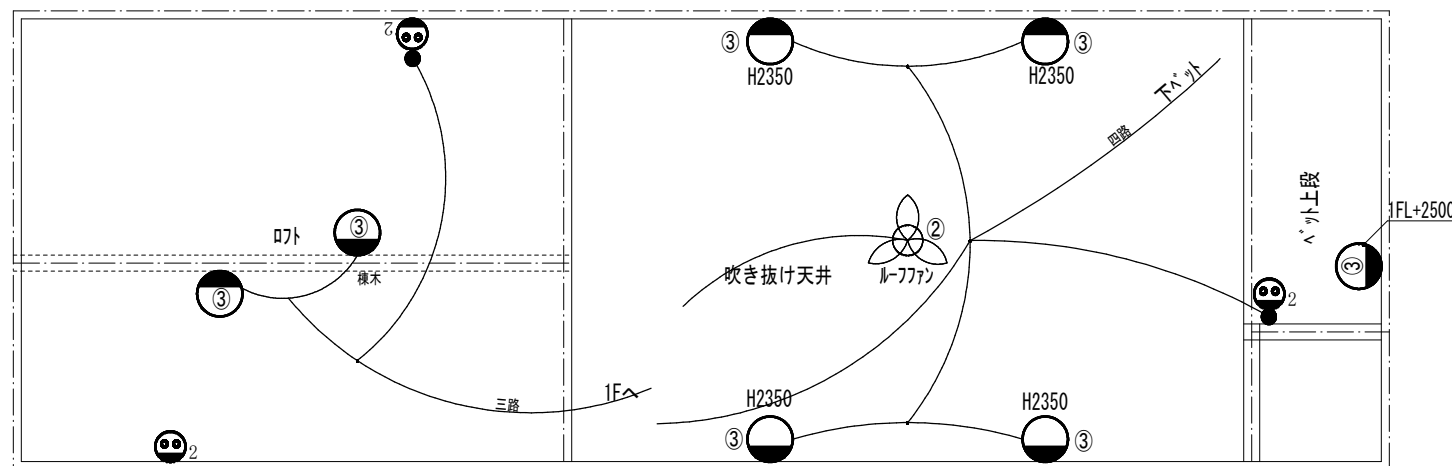 2
③
H2350
③
H2350
下ﾍﾞｯﾄ
四路
ﾍﾞｯﾄ上段
1FL+2500
③
ﾛﾌﾄ
③
棟木
③
②
吹き抜け天井
ﾙｰﾌﾌｧﾝ
2
1Fへ
三路
H2350
③
H2350
③
2